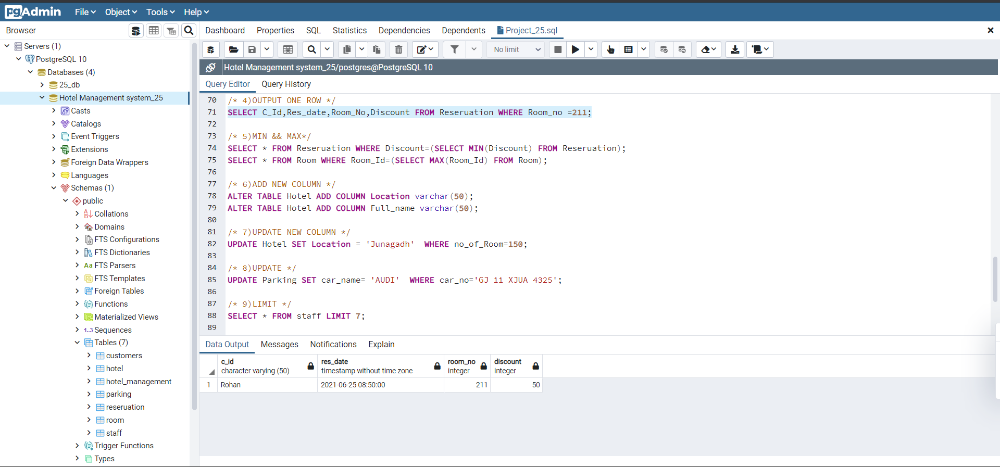 pgAdmin File Object Tools Help
Browser
Dashboard Properties SQL Statistics Dependencies Dependents Project_25.sql
Servers (1)
PostgreSQL 10
Databases (4)
25_db
Hotel Management system_25
Casts
Catalogs
Event Triggers
Extensions
Foreign Data Wrappers
Languages
Schemas (1)
public
Collations
Domains
FTS Configurations
FTS Dictionaries
Aa FTS Parsers
FTS Templates
Foreign Tables
Functions
Materialized Views
1..3 Sequences
Tables (7)
customers
hotel
hotel_management
parking
reseruation
room
staff
Trigger Functions
Types
No limit
Hotel Management system_25/postgres@PostgreSQL 10
Query Editor Query History
70 /* 4)OUTPUT ONE ROW */
71 SELECT C_Id,Res_date,Room_No,Discount FROM Reseruation WHERE Room_no =211;
72
73 /* 5)MIN && MAX*/
74 SELECT * FROM Reseruation WHERE Discount=(SELECT MIN(Discount) FROM Reseruation);
75 SELECT * FROM Room WHERE Room_Id=(SELECT MAX(Room_Id) FROM Room);
76
77 /* 6)ADD NEW COLUMN */
78 ALTER TABLE Hotel ADD COLUMN Location varchar(50);
79 ALTER TABLE Hotel ADD COLUMN Full_name varchar(50);
80
81 /* 7)UPDATE NEW COLUMN */
82 UPDATE Hotel SET Location = 'Junagadh'  WHERE no_of_Room=150;
83
84 /* 8)UPDATE */
85 UPDATE Parking SET car_name= 'AUDI'  WHERE car_no='GJ 11 XJUA 4325';
86
87 /* 9)LIMIT */
88 SELECT * FROM staff LIMIT 7;
89
Data Output Messages Notifications Explain
c_id res_date room_no discount
character varying (50) timestamp without time zone integer integer
1 Rohan 2021-06-25 08:50:00 211 50